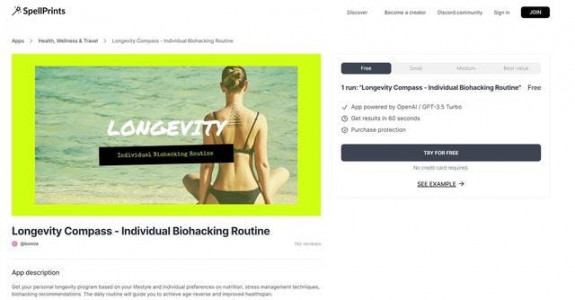 SpellPrints
Discover Become a creator Discord community Sign in JOIN
Apps > Health, Wellness & Travel > Longevity Compass - Individual Biohacking Routine
LONGEVITY
Individual Biohacking Routine
Free Small Medium Best value
1 run: "Longevity Compass - Individual Biohacking Routine" Free
App powered by OpenAI / GPT-3.5 Turbo
Get results in 60 seconds
Purchase protection
TRY FOR FREE
No credit card required
SEE EXAMPLE →
Longevity Compass - Individual Biohacking Routine
No reviews
App description
Get your personal longevity program based on your lifestyle and individual preferences on nutrition, stress management techniques,
biohacking recommendations. The daily routine will guide you to achieve age-reverse and improved healthspan.